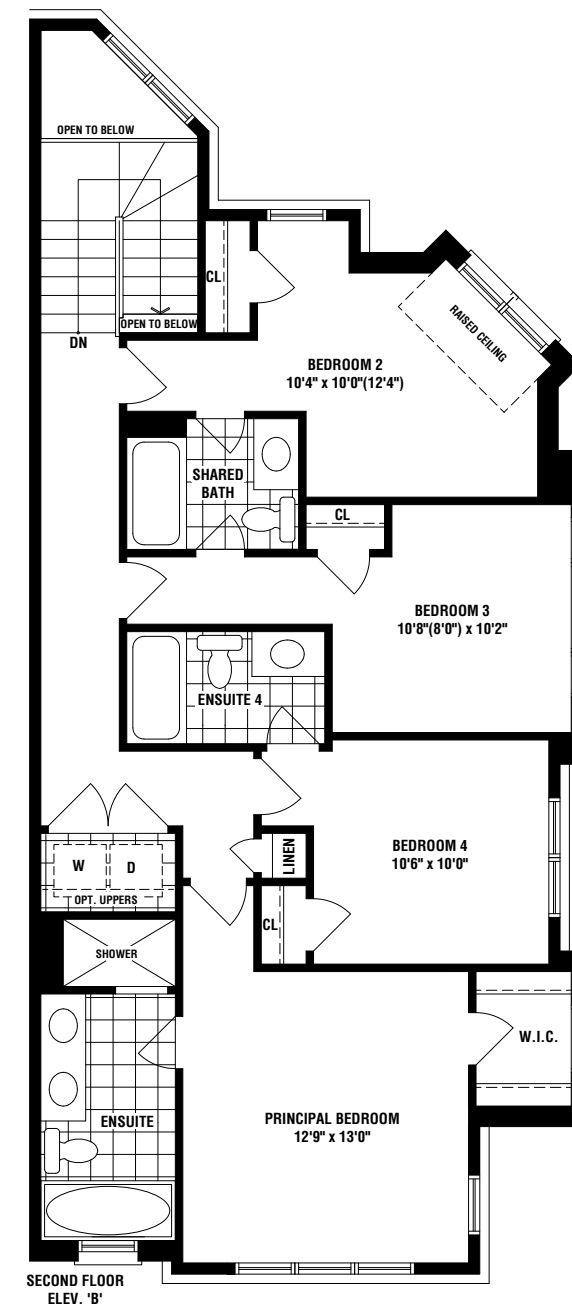 OPEN TO BELOW
CL
OPEN TO BELOW
DN
RAISED CEILING
BEDROOM 2
10'4" x 10'0"(12'4")
SHARED
BATH
CL
BEDROOM 3
10'8"(8'0") x 10'2"
ENSUITE 4
BEDROOM 4
10'6" x 10'0"
LINEN
W
D
OPT. UPPERS
CL
SHOWER
W.I.C.
ENSUITE
PRINCIPAL BEDROOM
12'9" x 13'0"
SECOND FLOOR
ELEV. 'B'